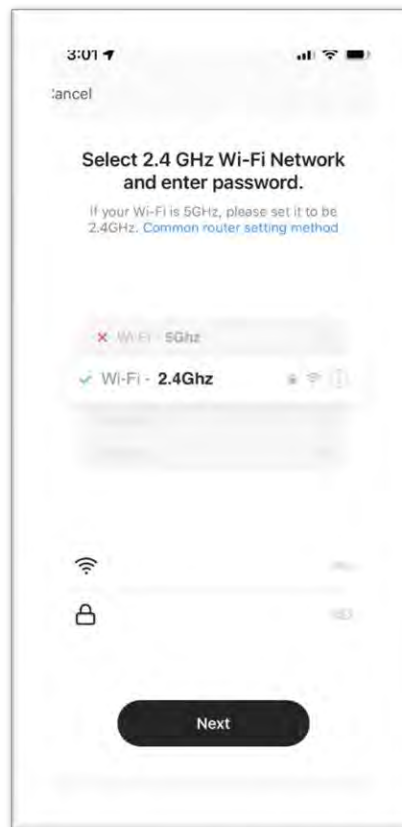 3:01
Cancel
Select 2.4 GHz Wi-Fi Network
and enter password.
If your Wi-Fi is 5GHz, please set it to be
2.4GHz. Common router setting method
Wi-Fi - 5Ghz
Wi-Fi - 2.4Ghz
Next